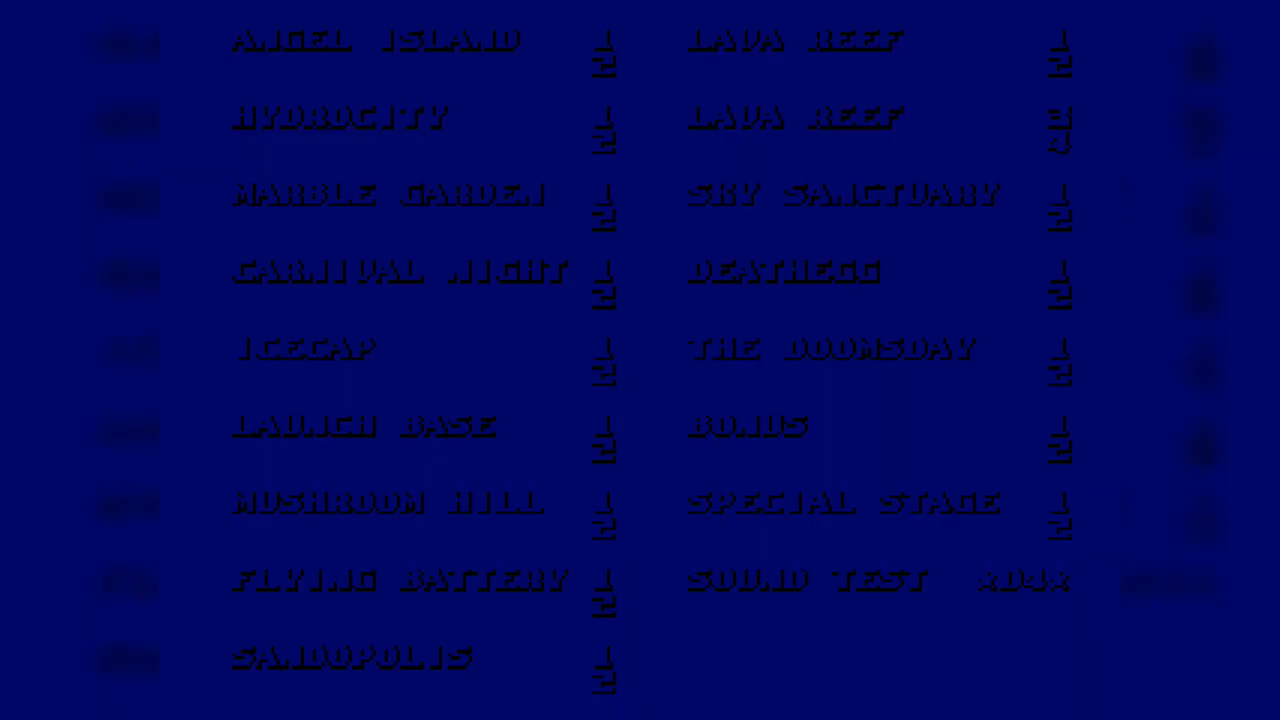 ANGEL ISLAND 1
2
HYDROCITY 1
2
MARBLE GARDEN 1
2
CARNIVAL NIGHT 1
2
ICECAP 1
2
LAUNCH BASE 1
2
MUSHROOM HILL 1
2
FLYING BATTERY 1
2
SANDOPOLIS 1
2
LAVA REEF 1
2
LAVA REEF 3
4
SKY SANCTUARY 1
2
DEATHEGG 1
2
THE DOOMSDAY 1
2
BONUS 1
2
SPECIAL STAGE 1
2
SOUND TEST *04*